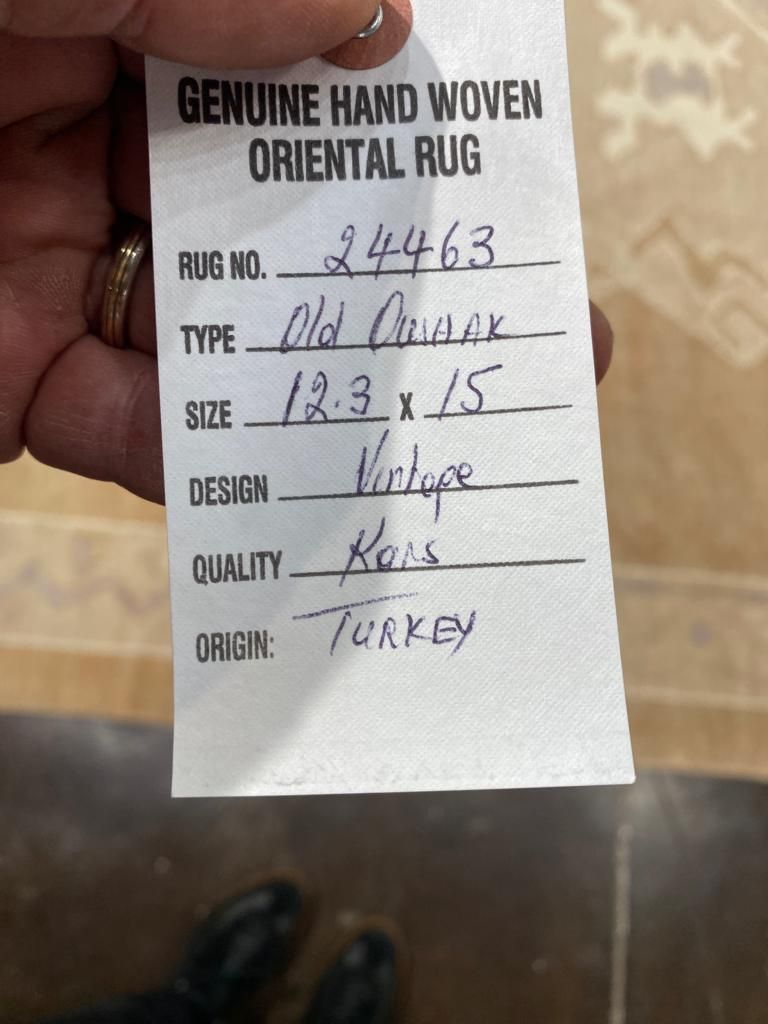 GENUINE HAND WOVEN
ORIENTAL RUG
RUG NO. 24463
TYPE Old
SIZE 12.3 x 15
DESIGN Vintage
QUALITY Kars
ORIGIN: TURKEY